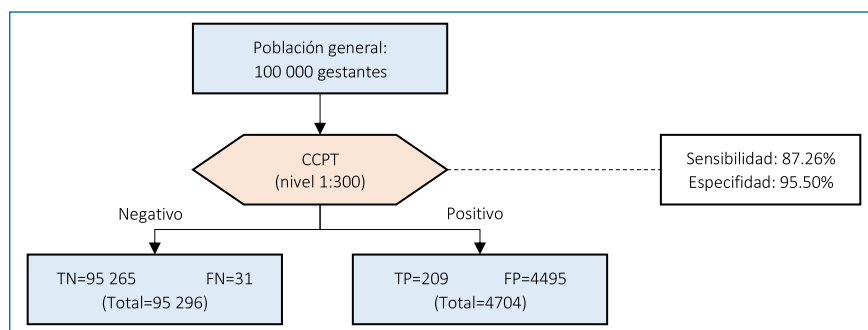 Población general:
100 000 gestantes
CCPT
(nivel 1:300)
Sensibilidad: 87.26%
Especifidad: 95.50%
Negativo
Positivo
TN=95 265 FN=31
(Total=95 296)
TP=209 FP=4495
(Total=4704)